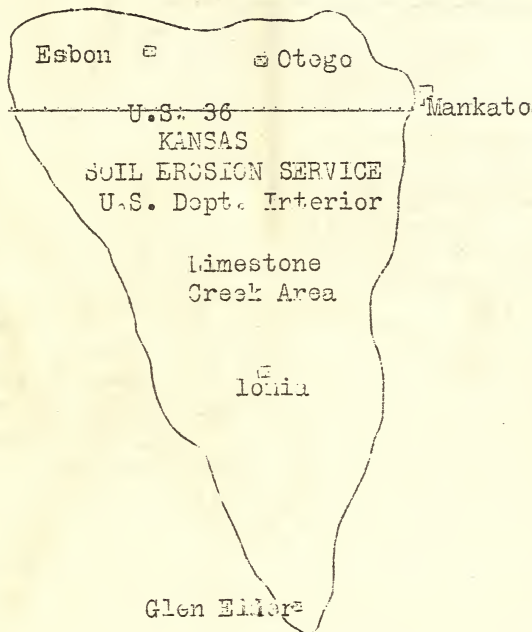 Esbon
Otego
Mankato
U.S. 36
KANSAS
SOIL EROSION SERVICE
U.S. Dept. Interior
Limestone
Creek Area
Ionia
Glen Elder